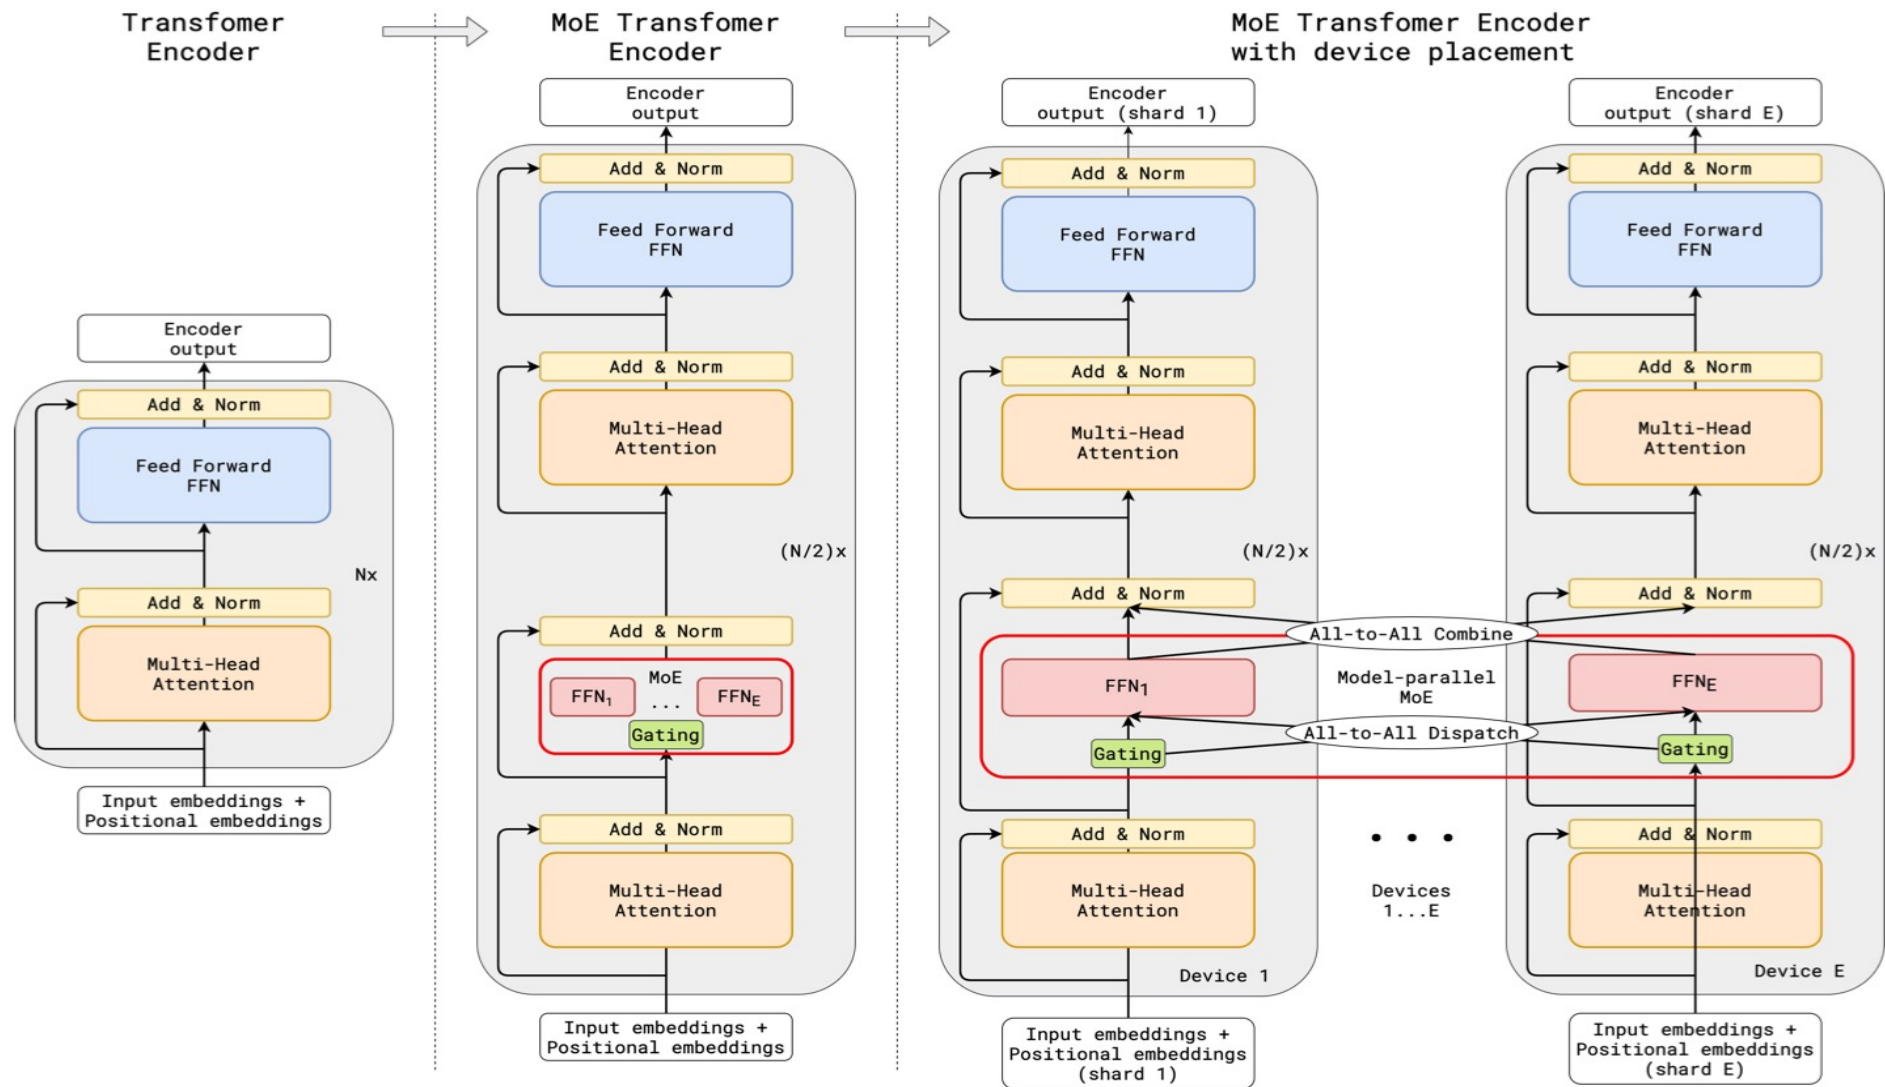 Transfomer
Encoder
Encoder
output
Add & Norm
Feed Forward
FFN
Nx
Add & Norm
Multi-Head
Attention
Input embeddings +
Positional embeddings
MoE Transfomer
Encoder
Encoder
output
Add & Norm
Feed Forward
FFN
Add & Norm
Multi-Head
Attention
(N/2)x
Add & Norm
MoE
FFN1 ... FFNE
Gating
Add & Norm
Multi-Head
Attention
Input embeddings +
Positional embeddings
MoE Transfomer Encoder
with device placement
Encoder
output (shard 1)
Add & Norm
Feed Forward
FFN
Add & Norm
Multi-Head
Attention
(N/2)x
Add & Norm
FFN1
Gating
Add & Norm
Multi-Head
Attention
Device 1
Input embeddings +
Positional embeddings
(shard 1)
All-to-All Combine
Model-parallel
MoE
All-to-All Dispatch
. . .
Devices
1...E
Encoder
output (shard E)
Add & Norm
Feed Forward
FFN
Add & Norm
Multi-Head
Attention
(N/2)x
Add & Norm
FFNE
Gating
Add & Norm
Multi-Head
Attention
Device E
Input embeddings +
Positional embeddings
(shard E)